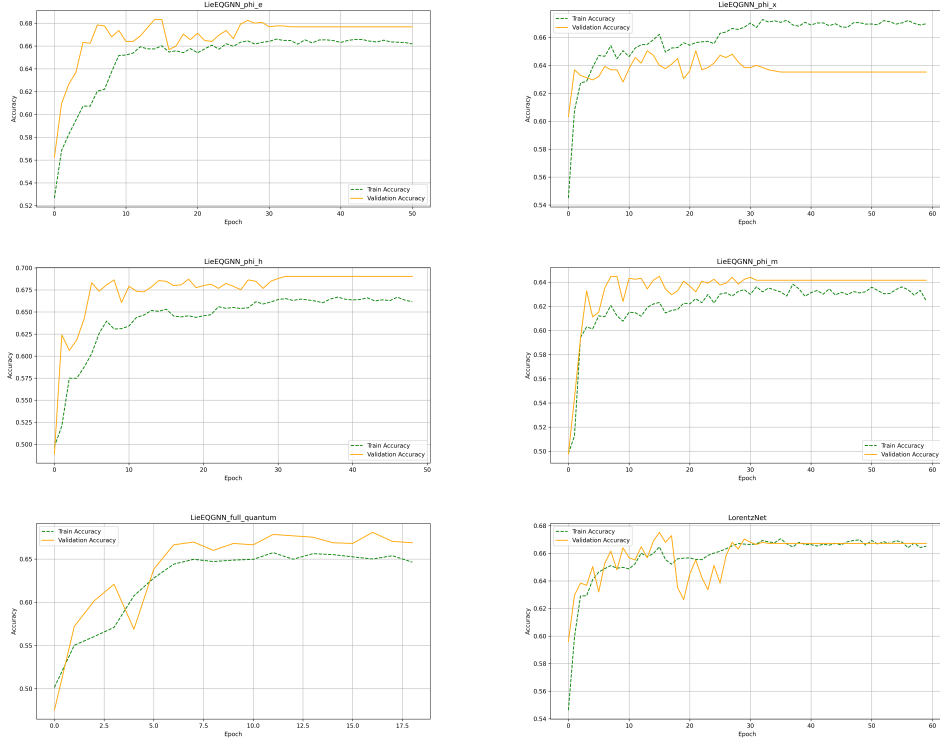 LieEQGNN_phi_e
Accuracy
0.68
0.66
0.64
0.62
0.60
0.58
0.56
0.54
0.52
0
10
20
30
40
50
Epoch
Train Accuracy
Validation Accuracy
LieEQGNN_phi_x
Accuracy
0.66
0.64
0.62
0.60
0.58
0.56
0.54
0
10
20
30
40
50
60
Epoch
Train Accuracy
Validation Accuracy
LieEQGNN_phi_h
Accuracy
0.700
0.675
0.650
0.625
0.600
0.575
0.550
0.525
0.500
0
10
20
30
40
50
Epoch
Train Accuracy
Validation Accuracy
LieEQGNN_phi_m
Accuracy
0.64
0.62
0.60
0.58
0.56
0.54
0.52
0.50
0
10
20
30
40
50
60
Epoch
Train Accuracy
Validation Accuracy
LieEQGNN_full_quantum
Accuracy
0.65
0.60
0.55
0.50
0.0
2.5
5.0
7.5
10.0
12.5
15.0
17.5
Epoch
Train Accuracy
Validation Accuracy
LorentzNet
Accuracy
0.68
0.66
0.64
0.62
0.60
0.58
0.56
0.54
0
10
20
30
40
50
60
Epoch
Train Accuracy
Validation Accuracy